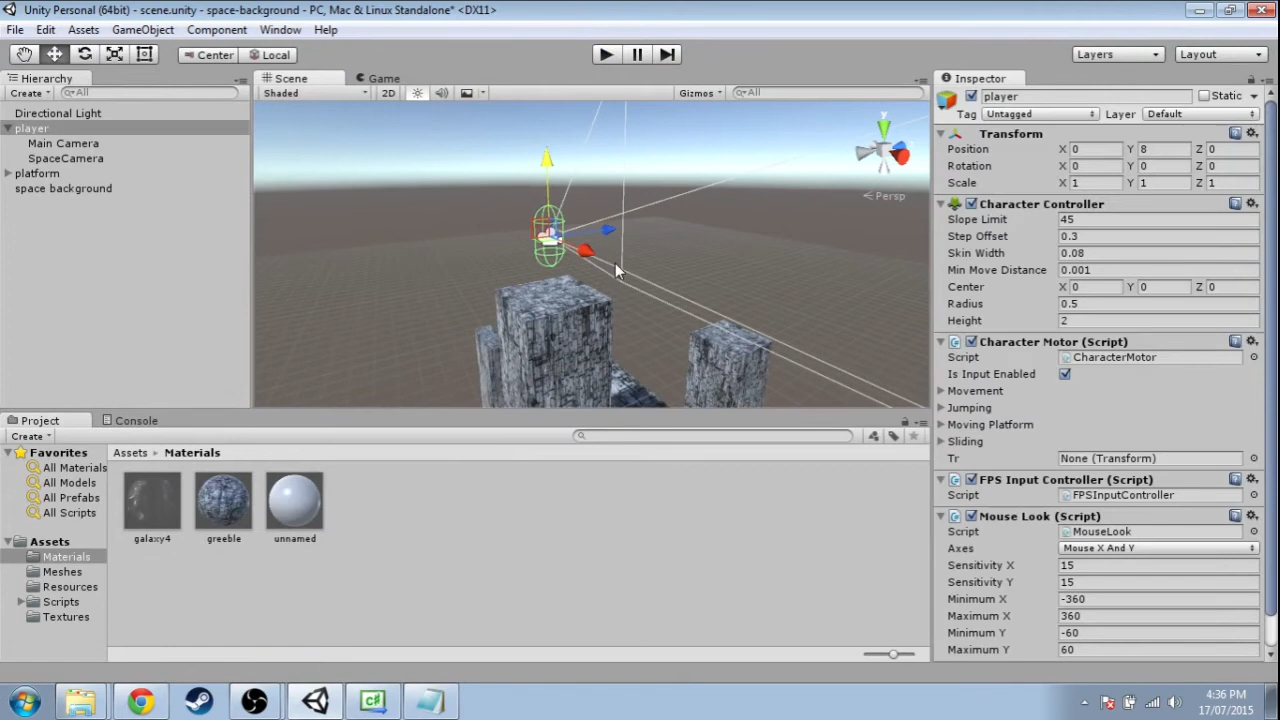 Unity Personal (64bit) - scene.unity - space-background - PC, Mac & Linux Standalone* <DX11>
File Edit Assets GameObject Component Window Help
Center Local Layers Layout
Hierarchy
Create All
Directional Light
player
Main Camera
SpaceCamera
platform
space background
Scene Game
Shaded 2D Gizmos All
y
Persp
Inspector
player Static
Tag Untagged Layer Default
Transform
Position X 0 Y 8 Z 0
Rotation X 0 Y 0 Z 0
Scale X 1 Y 1 Z 1
Character Controller
Slope Limit 45
Step Offset 0.3
Skin Width 0.08
Min Move Distance 0.001
Center X 0 Y 0 Z 0
Radius 0.5
Height 2
Character Motor (Script)
Script CharacterMotor
Is Input Enabled
Movement
Jumping
Moving Platform
Sliding
Tr None (Transform)
FPS Input Controller (Script)
Script FPSInputController
Mouse Look (Script)
Script MouseLook
Axes Mouse X And Y
Sensitivity X 15
Sensitivity Y 15
Minimum X -360
Maximum X 360
Minimum Y -60
Maximum Y 60
Project Console
Create
Favorites
All Materials
All Models
All Prefabs
All Scripts
Assets
Materials
Meshes
Resources
Scripts
Textures
Assets Materials
galaxy4 greeble unnamed
4:36 PM
17/07/2015